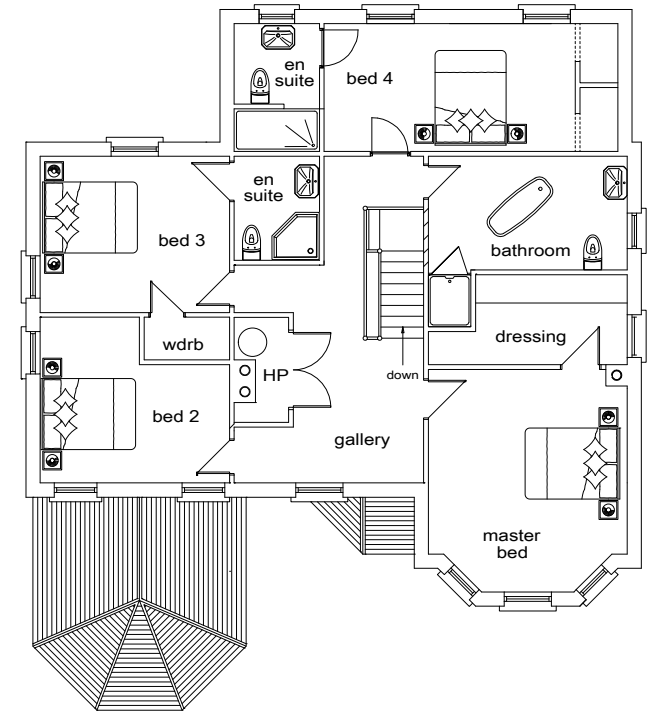 en
suite
bed 4
en
suite
bed 3
bathroom
wdrb
dressing
HP
down
bed 2
gallery
master
bed